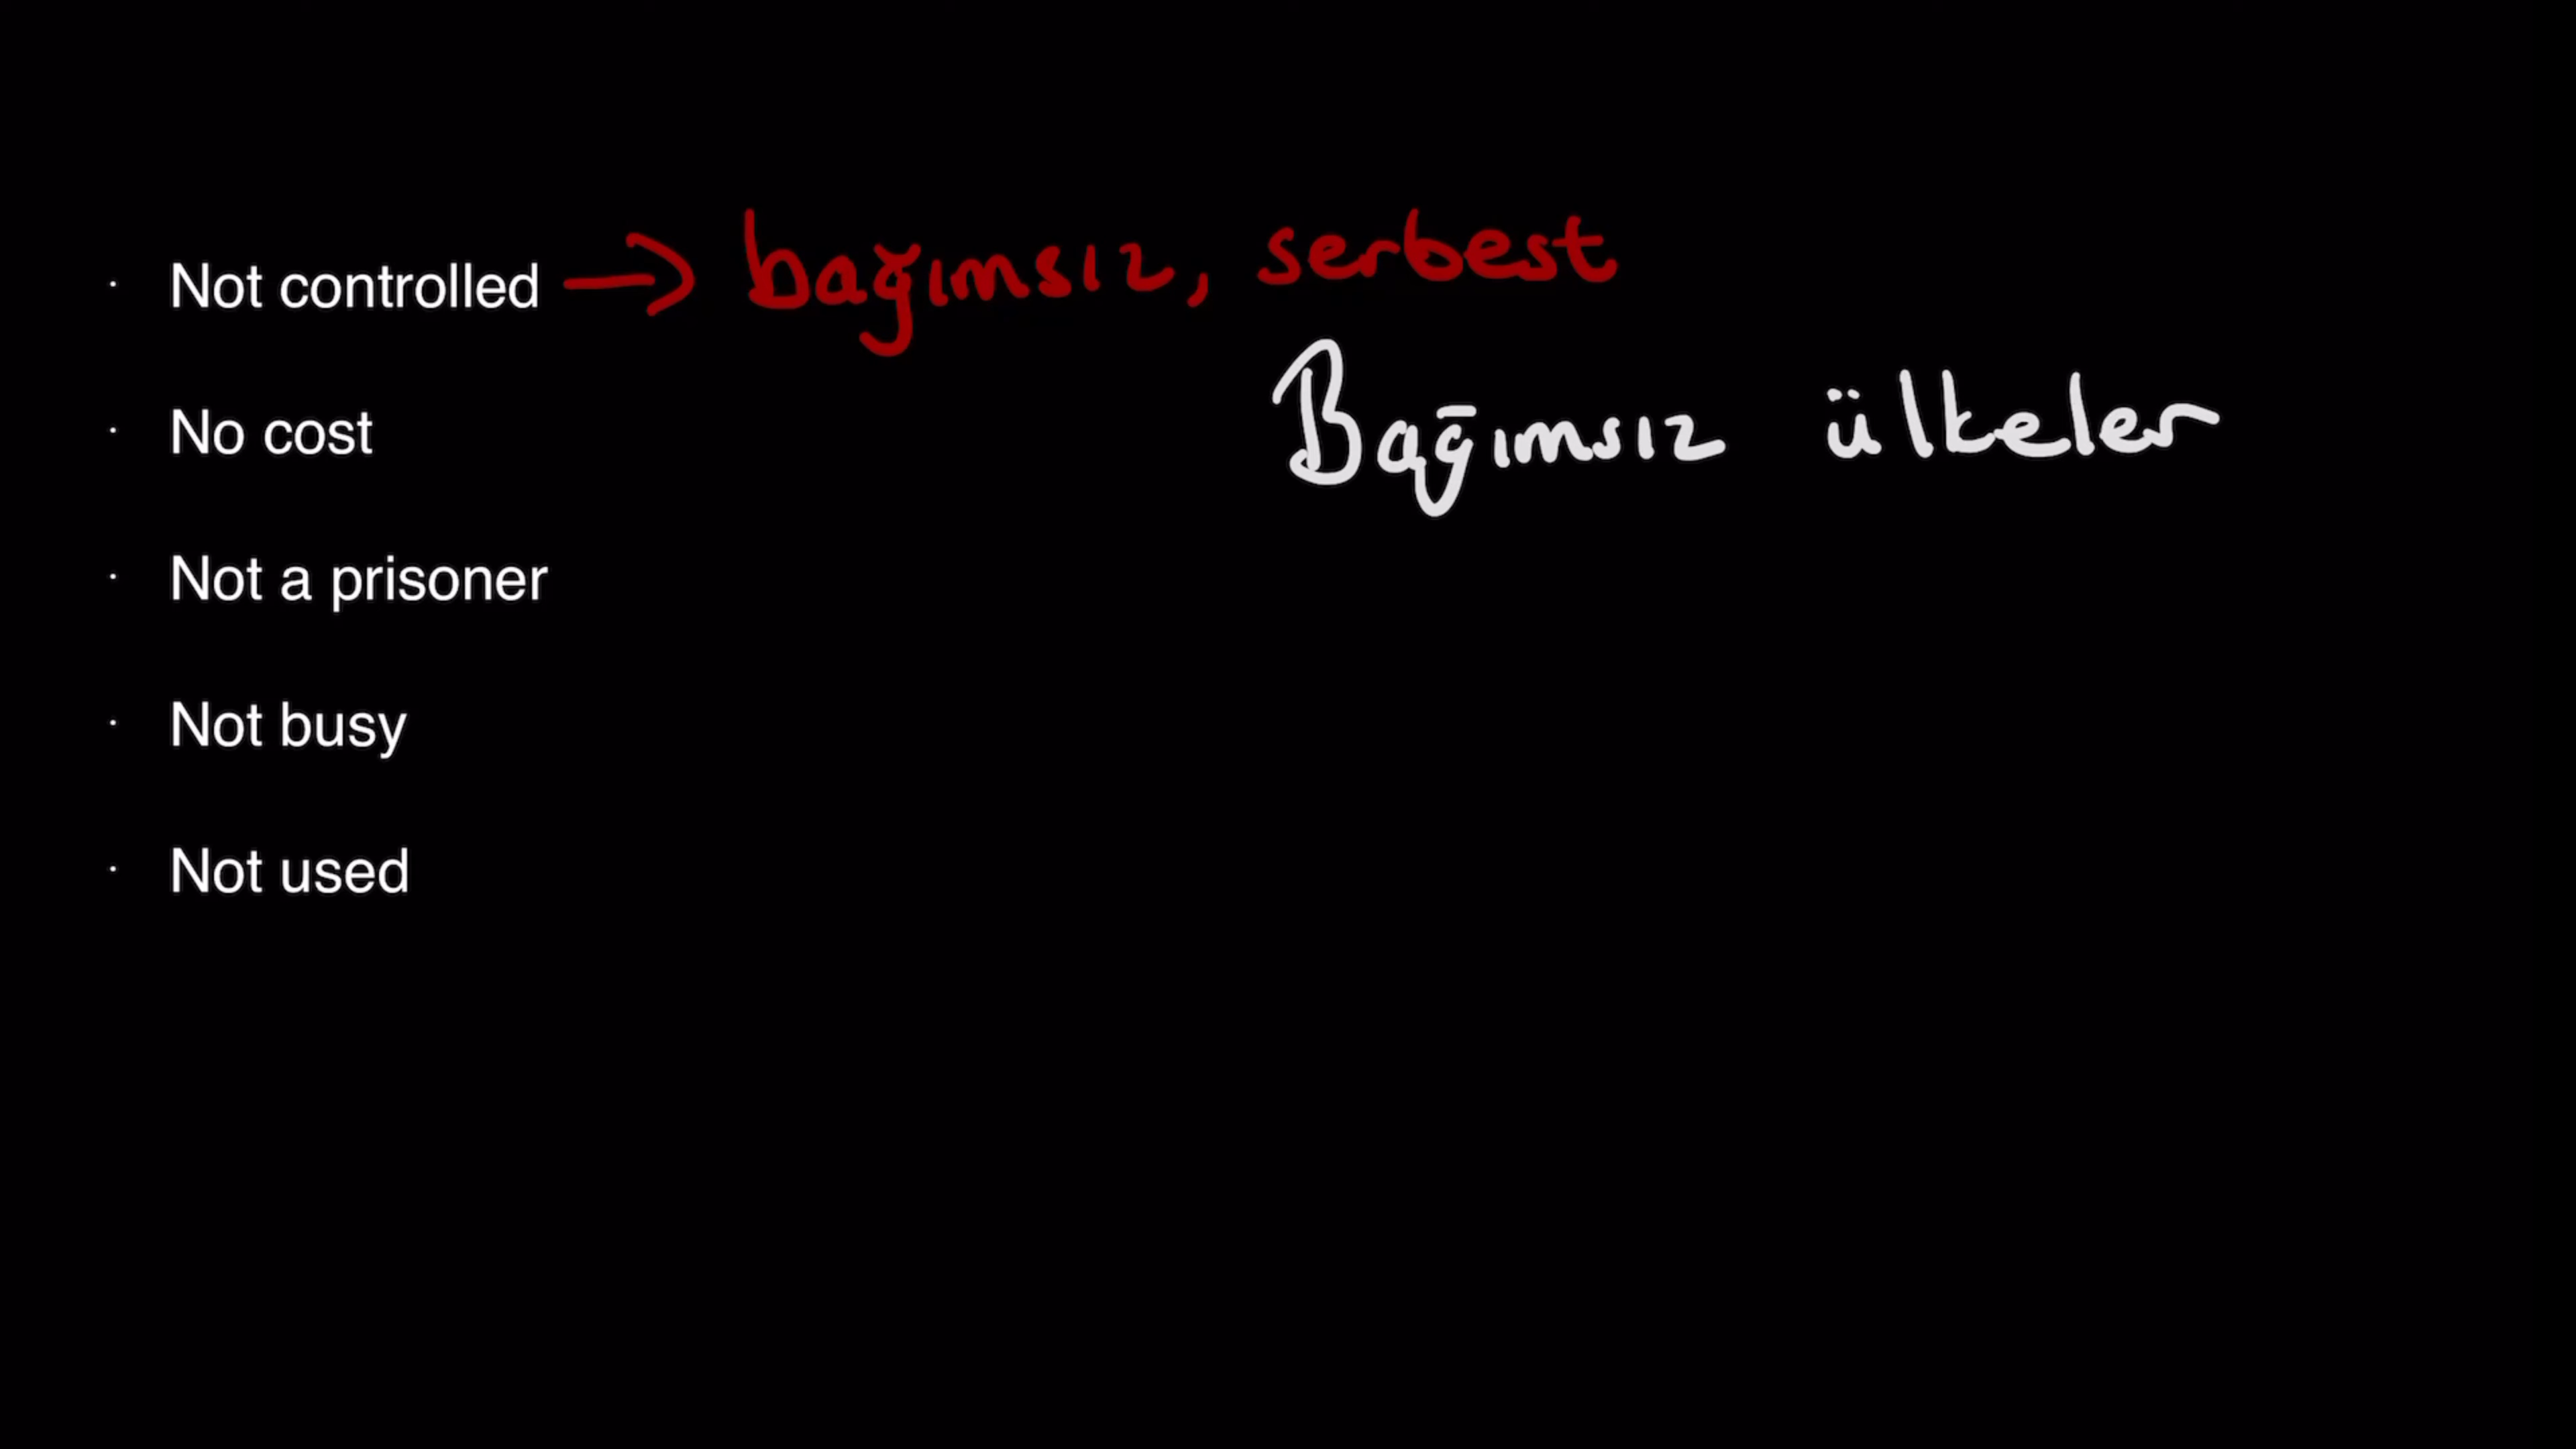 · Not controlled → bağımsız, serbest
Bağımsız ülkeler
· No cost
· Not a prisoner
· Not busy
· Not used